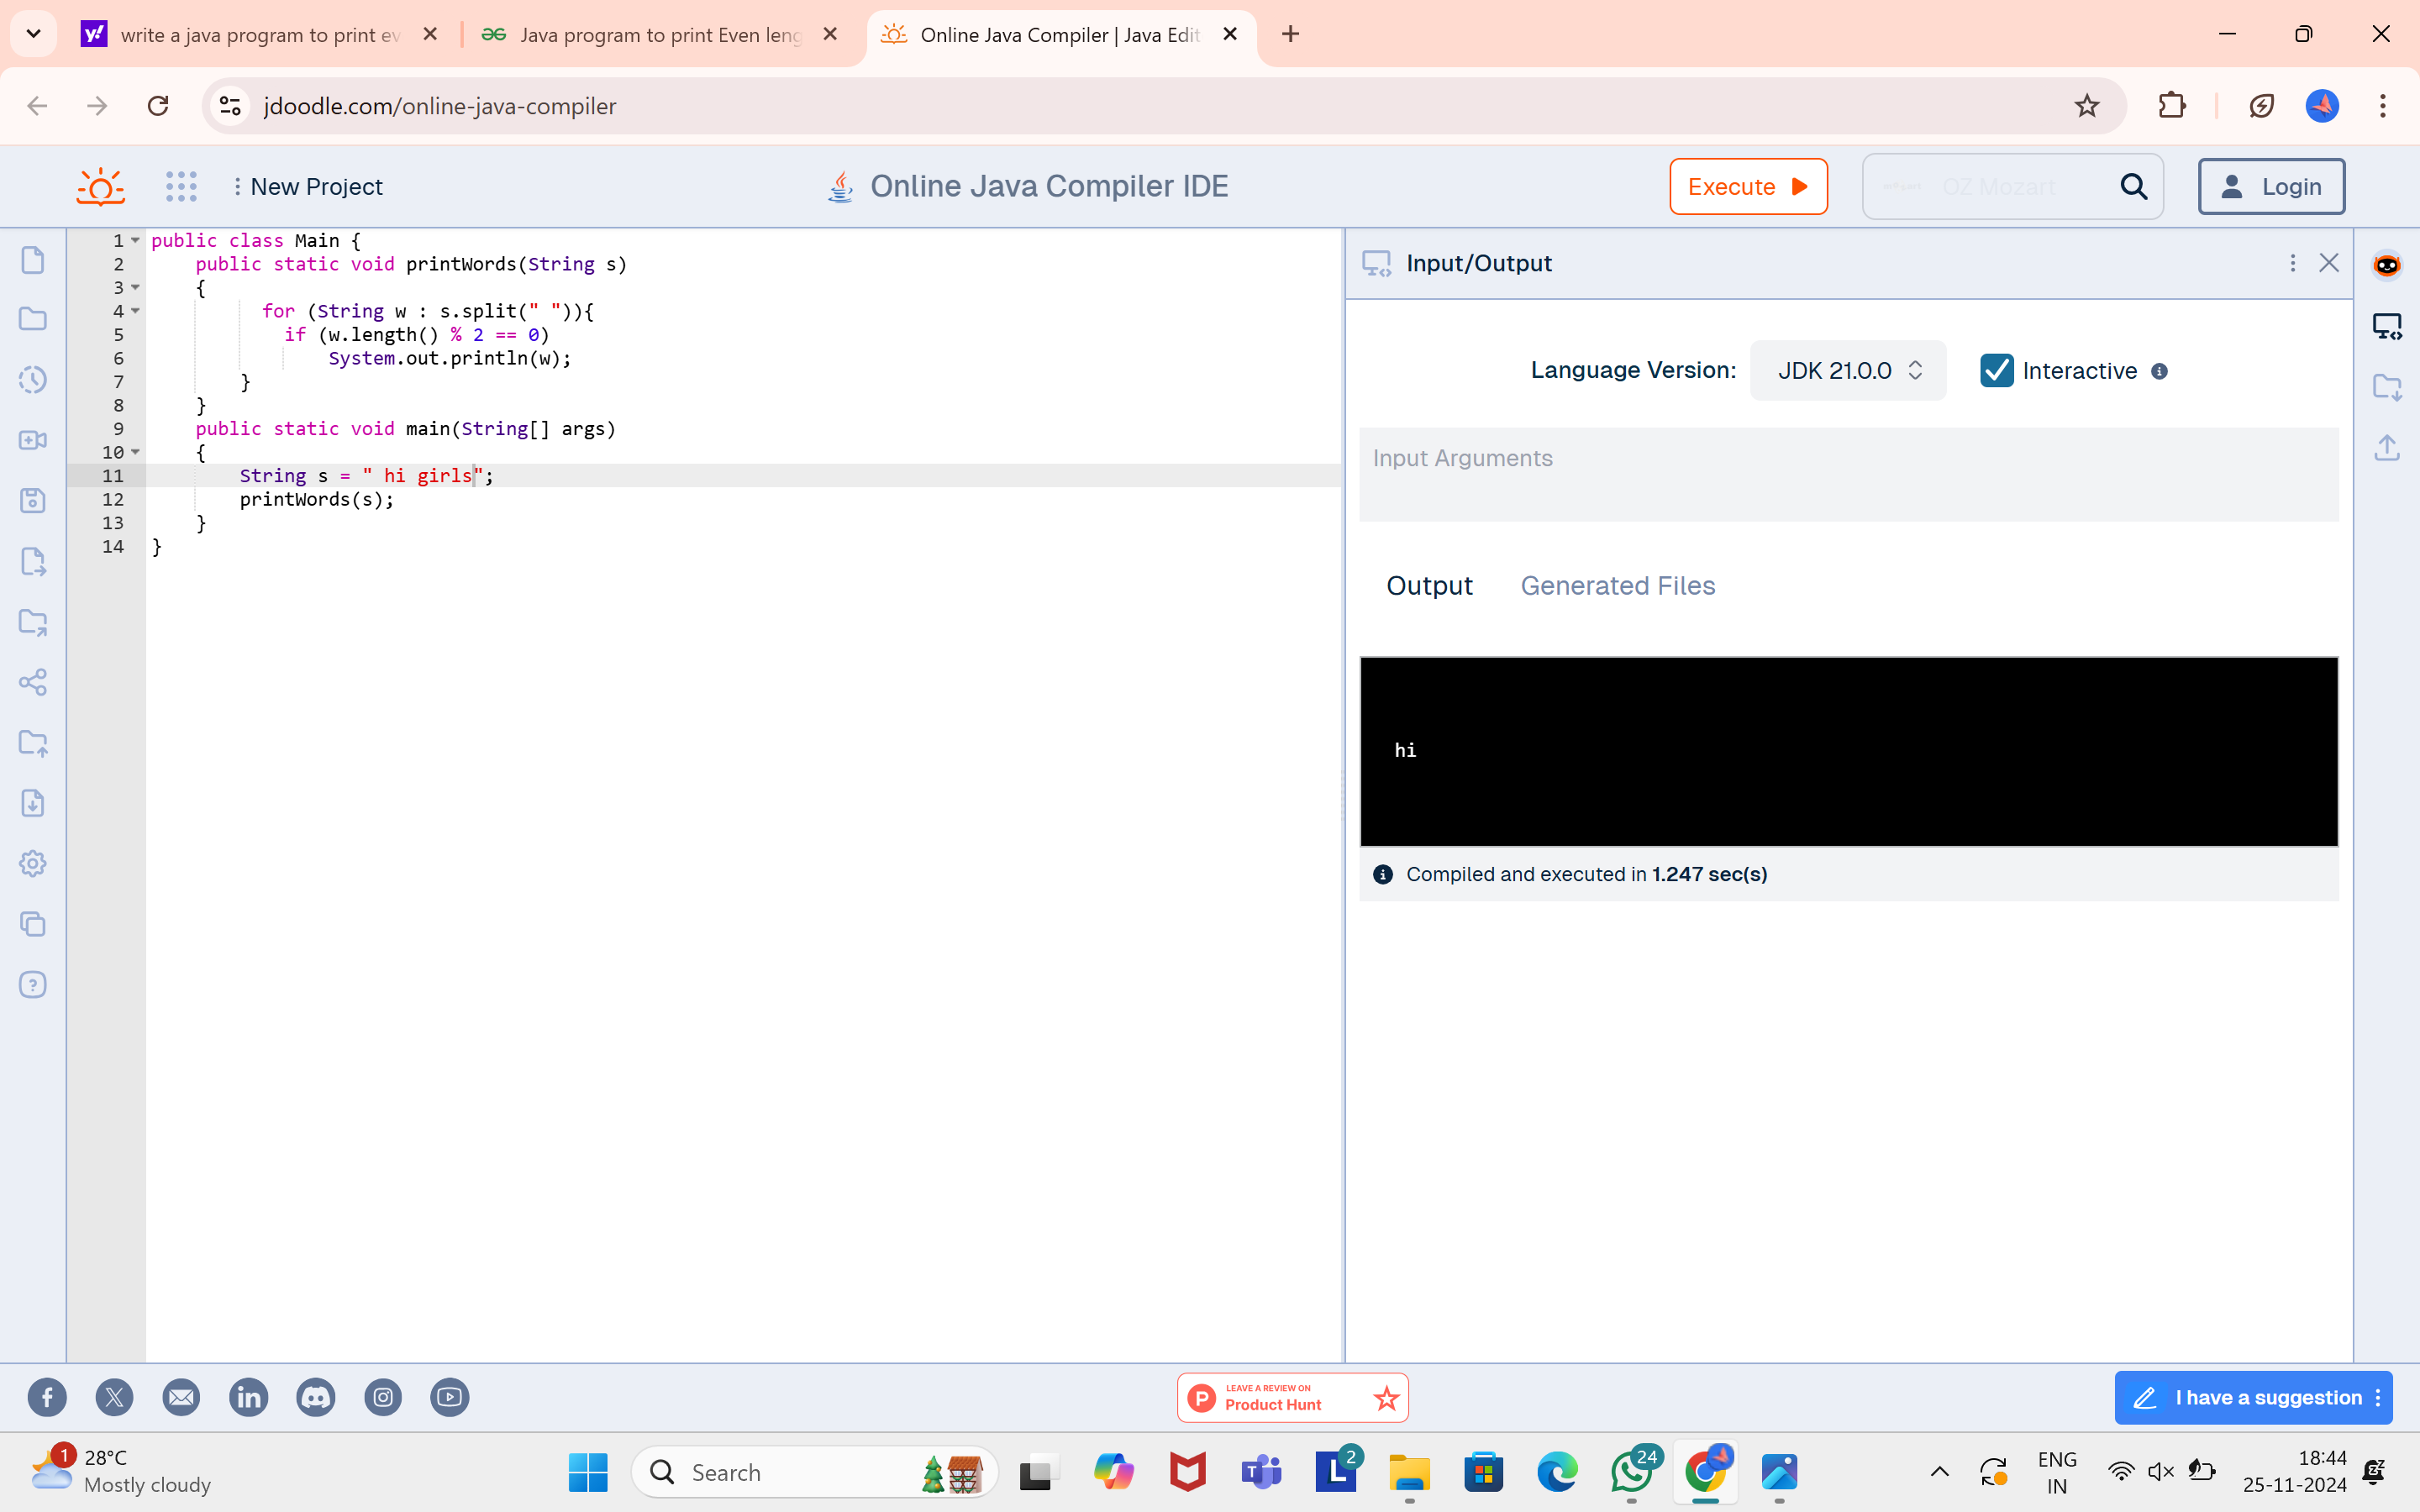 write a java program to print ev
Java program to print Even leng
Online Java Compiler | Java Edit
jdoodle.com/online-java-compiler
New Project
Online Java Compiler IDE
Execute
OZ Mozart
Login
1 public class Main {
2 public static void printWords(String s)
3 {
4 for (String w : s.split(" ")){
5 if (w.length() % 2 == 0)
6 System.out.println(w);
7 }
8 }
9 public static void main(String[] args)
10 {
11 String s = " hi girls";
12 printWords(s);
13 }
14 }
Input/Output
Language Version: JDK 21.0.0 Interactive
Input Arguments
Output Generated Files
hi
Compiled and executed in 1.247 sec(s)
LEAVE A REVIEW ON
Product Hunt
I have a suggestion
1
28°C
Mostly cloudy
Search
2
24
ENG
IN
18:44
25-11-2024